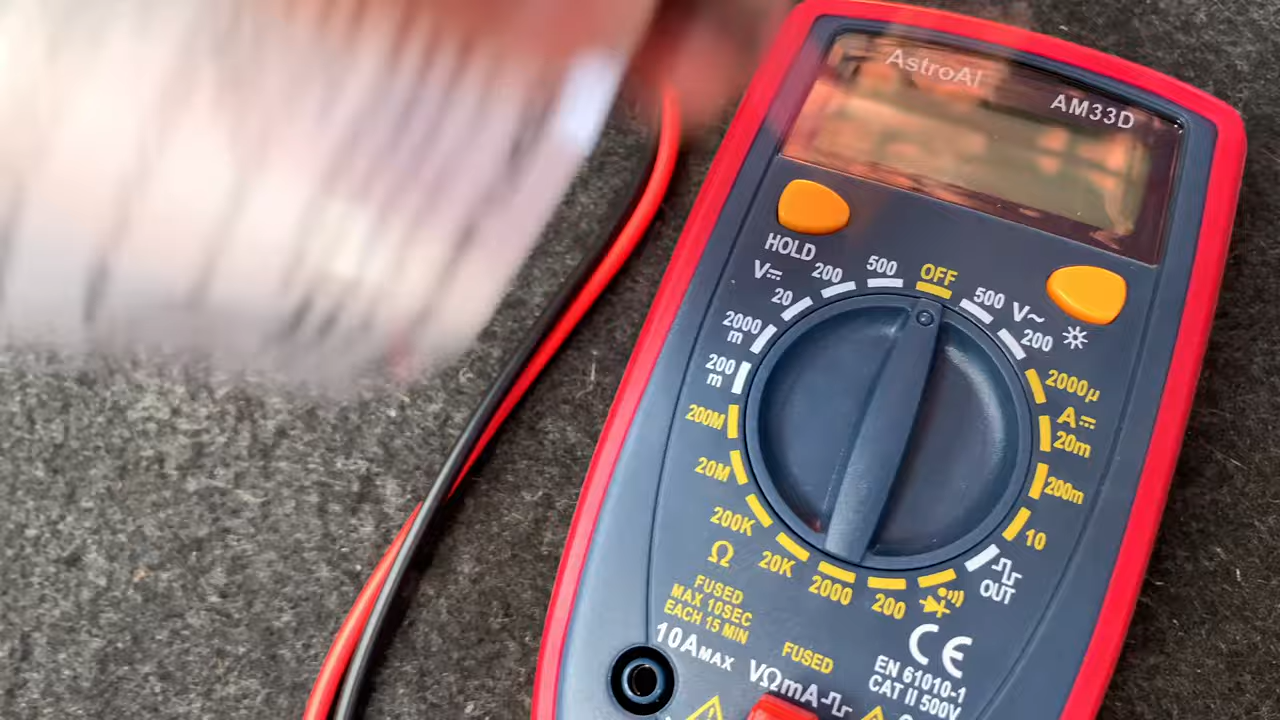 AstroAI
AM33D
HOLD
OFF
V⎓
200
500
500
V~
200
20
2000
m
200
m
2000µ
A⎓
20m
200m
10
OUT
200M
20M
200K
Ω
20K
2000
200
FUSED
MAX 10SEC
EACH 15 MIN
10AMAX
FUSED
VΩmA
CE
EN 61010-1
CAT II 500V